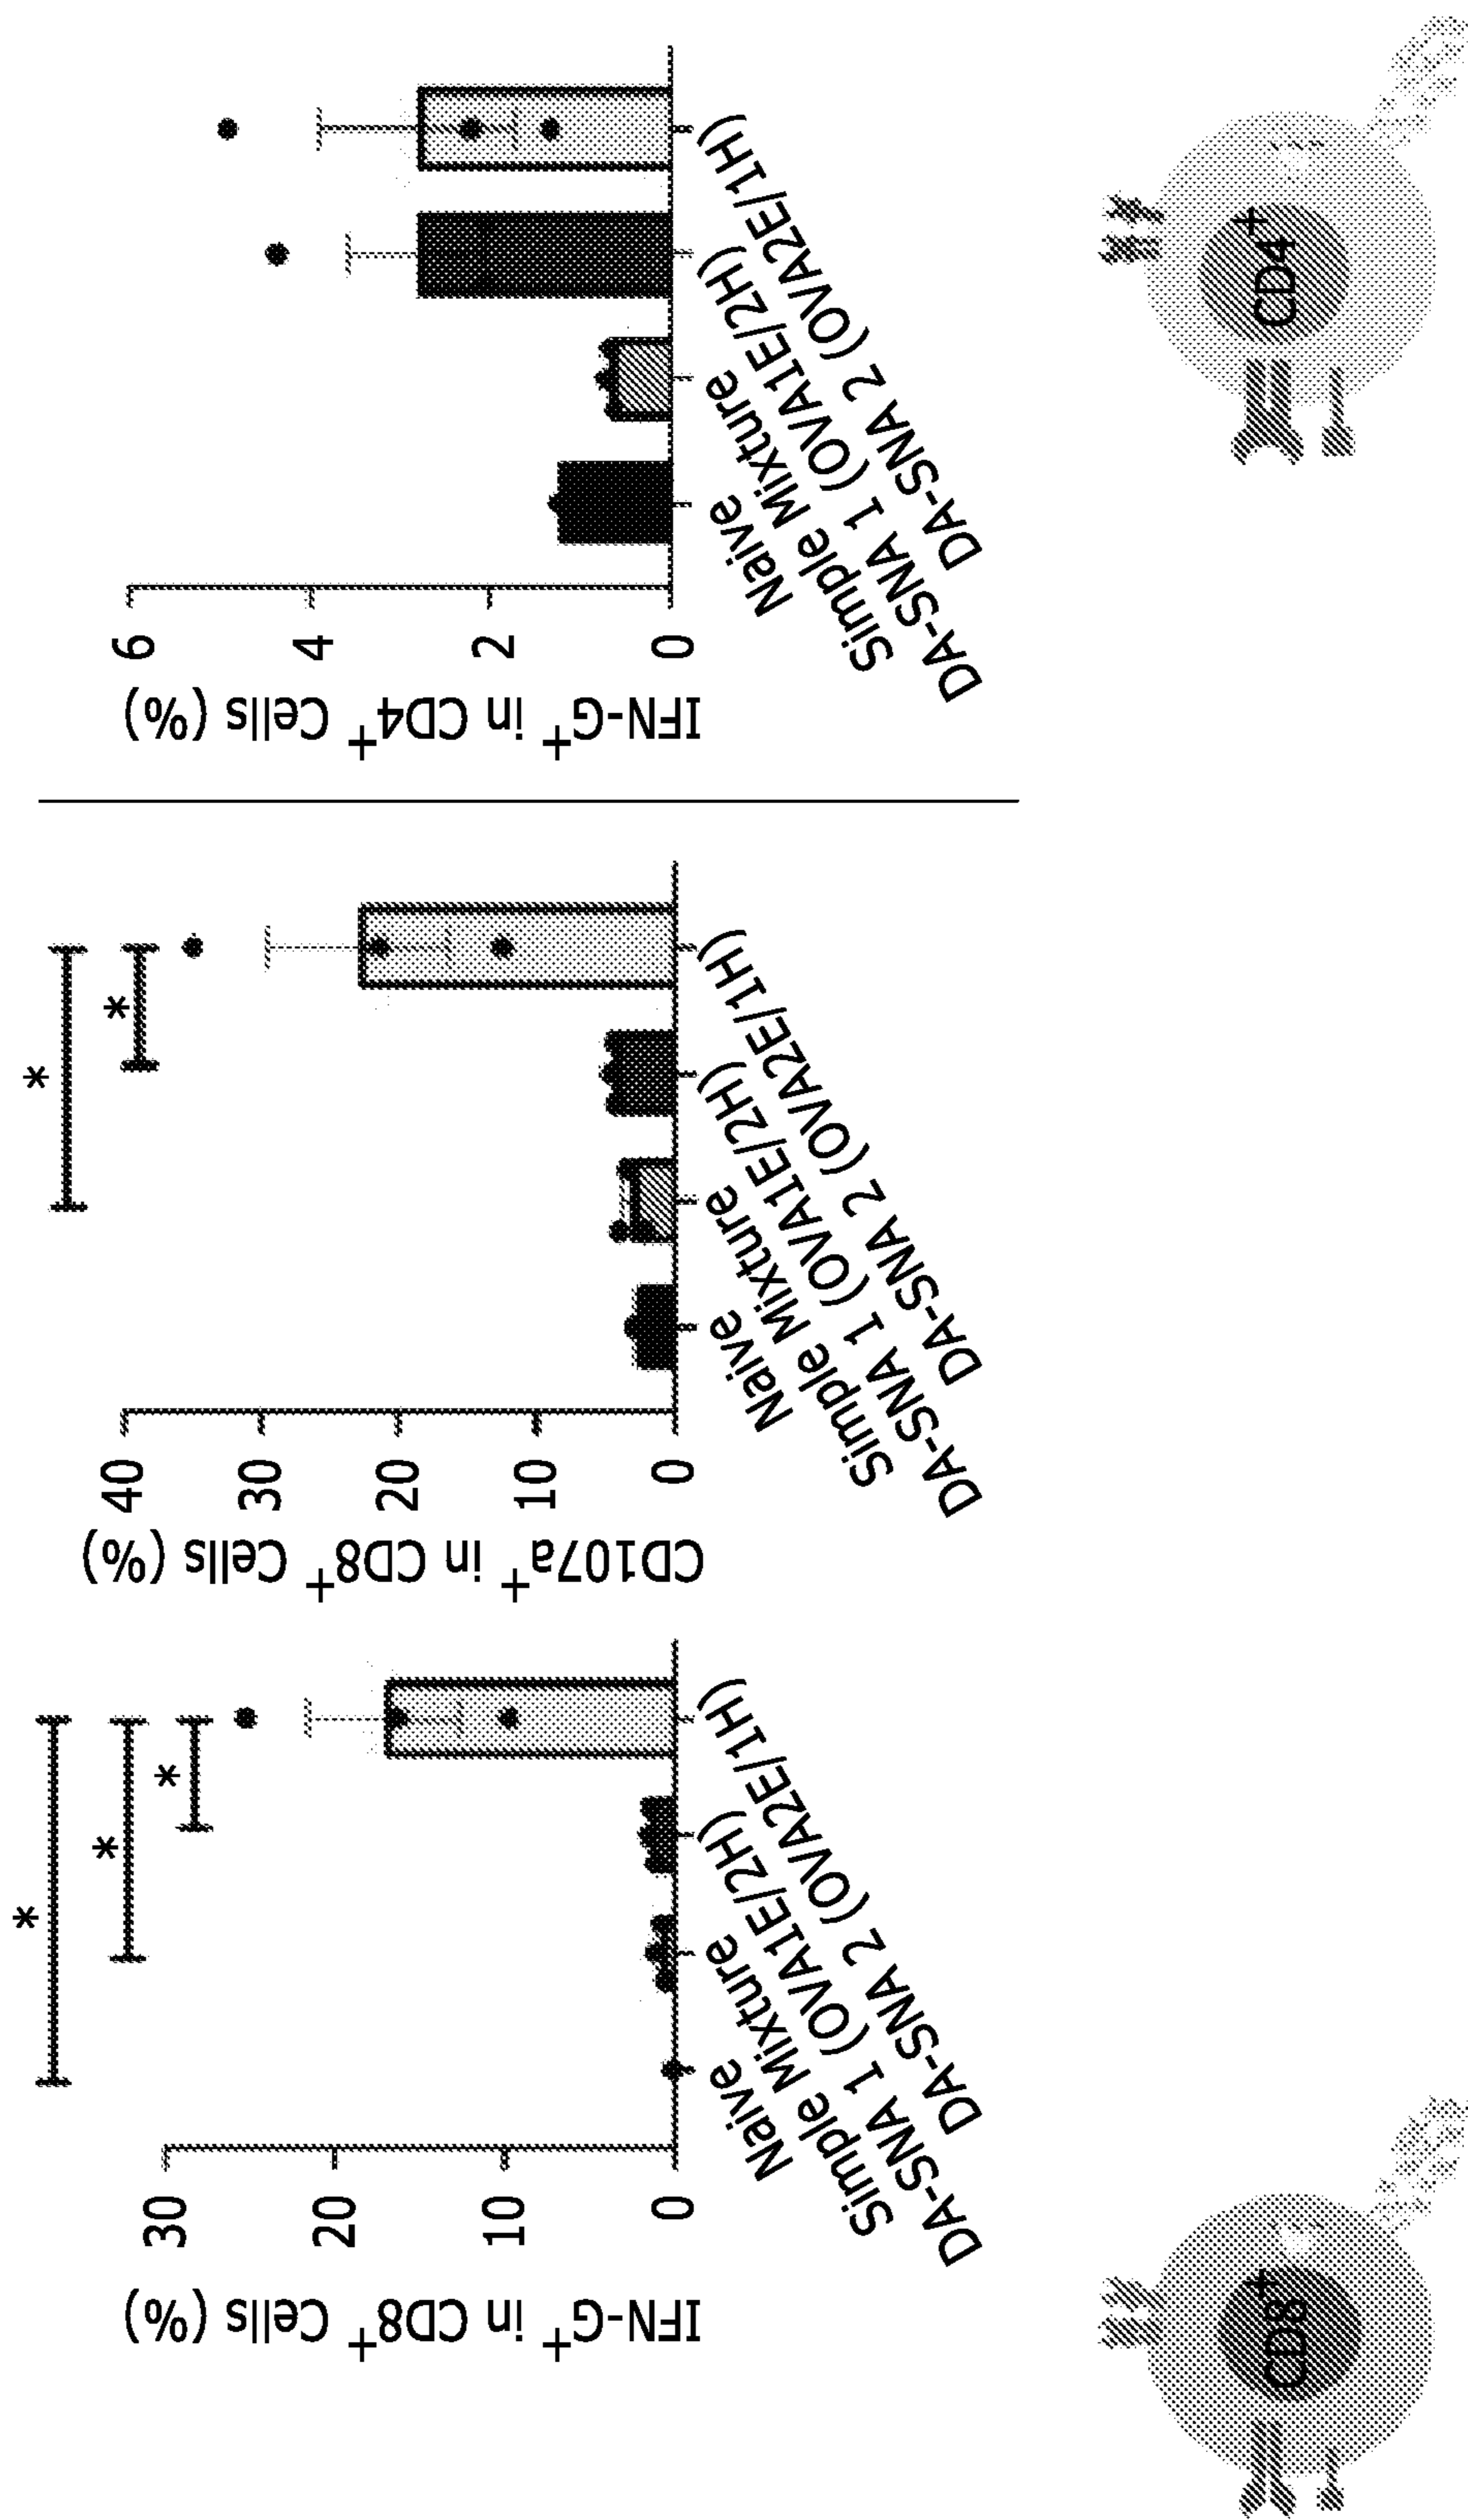 IFN-G+ in CD8+ Cells (%)
30
20
10
0
*
*
*
Naive
Simple Mixture
DA-SNA 1 (OVA1E/2H)
DA-SNA 2 (OVA2E/1H)
CD107a+ in CD8+ Cells (%)
40
30
20
10
0
*
*
Naive
Simple Mixture
DA-SNA 1 (OVA1E/2H)
DA-SNA 2 (OVA2E/1H)
IFN-G+ in CD4+ Cells (%)
6
4
2
0
Naive
Simple Mixture
DA-SNA 1 (OVA1E/2H)
DA-SNA 2 (OVA2E/1H)
CD8+
CD4+